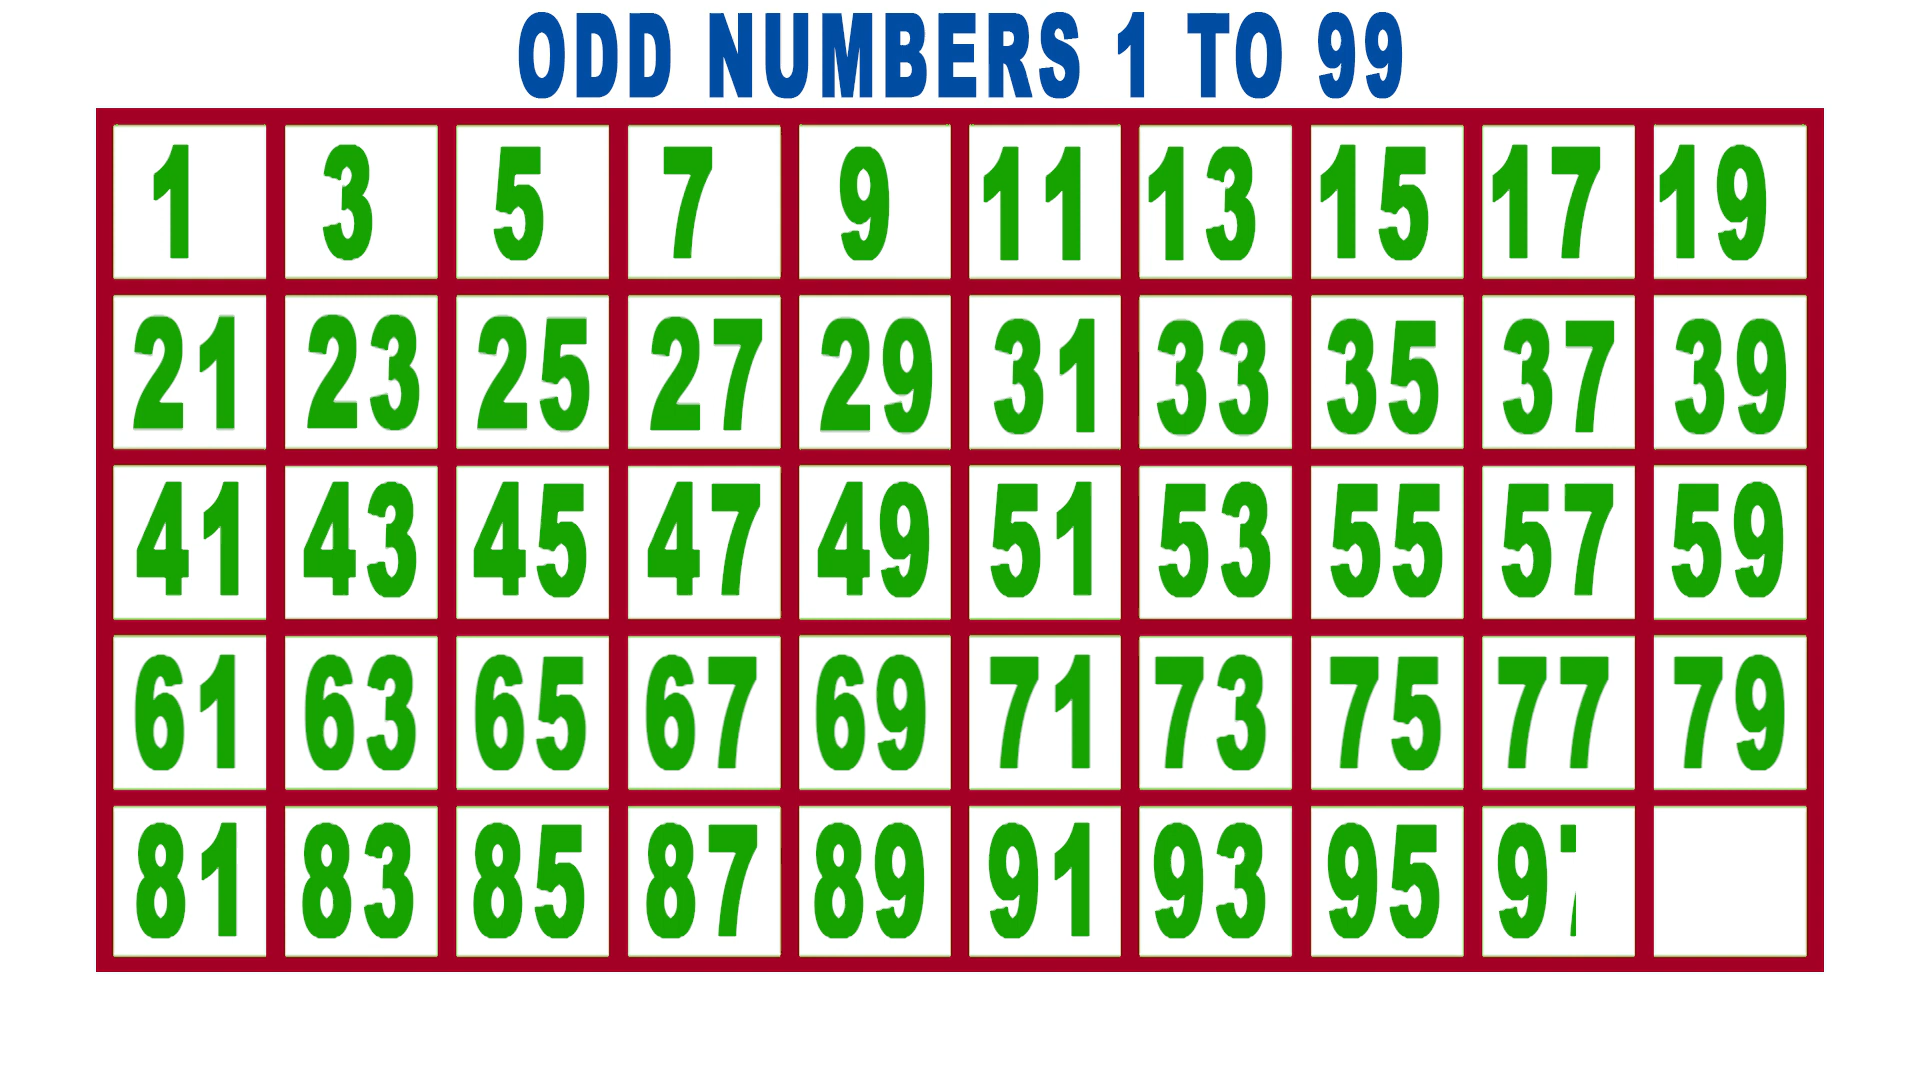 ODD NUMBERS 1 TO 99
1 3 5 7 9 11 13 15 17 19
21 23 25 27 29 31 33 35 37 39
41 43 45 47 49 51 53 55 57 59
61 63 65 67 69 71 73 75 77 79
81 83 85 87 89 91 93 95 97